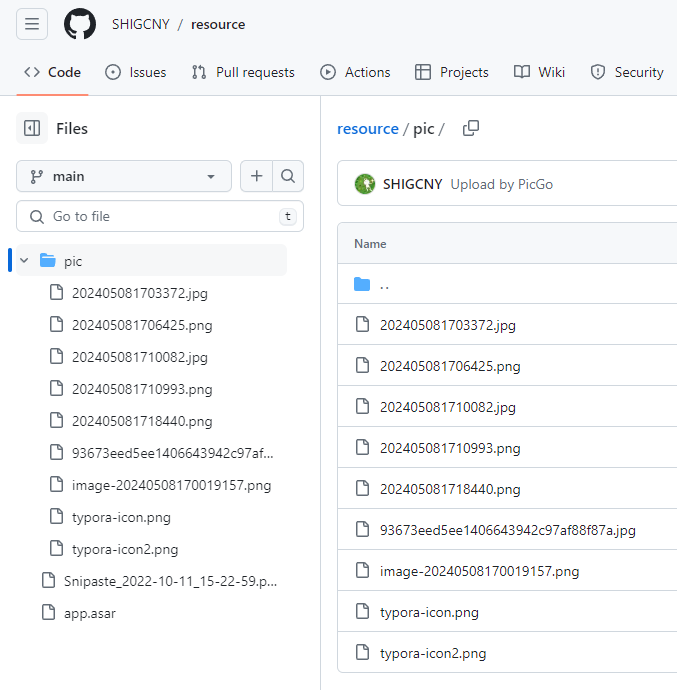 SHIGCNY / resource
Code Issues Pull requests Actions Projects Wiki Security
Files
main
Go to file t
pic
202405081703372.jpg
202405081706425.png
202405081710082.jpg
202405081710993.png
202405081718440.png
93673eed5ee1406643942c97af...
image-20240508170019157.png
typora-icon.png
typora-icon2.png
Snipaste_2022-10-11_15-22-59.p...
app.asar
resource / pic /
SHIGCNY Upload by PicGo
Name
..
202405081703372.jpg
202405081706425.png
202405081710082.jpg
202405081710993.png
202405081718440.png
93673eed5ee1406643942c97af88f87a.jpg
image-20240508170019157.png
typora-icon.png
typora-icon2.png